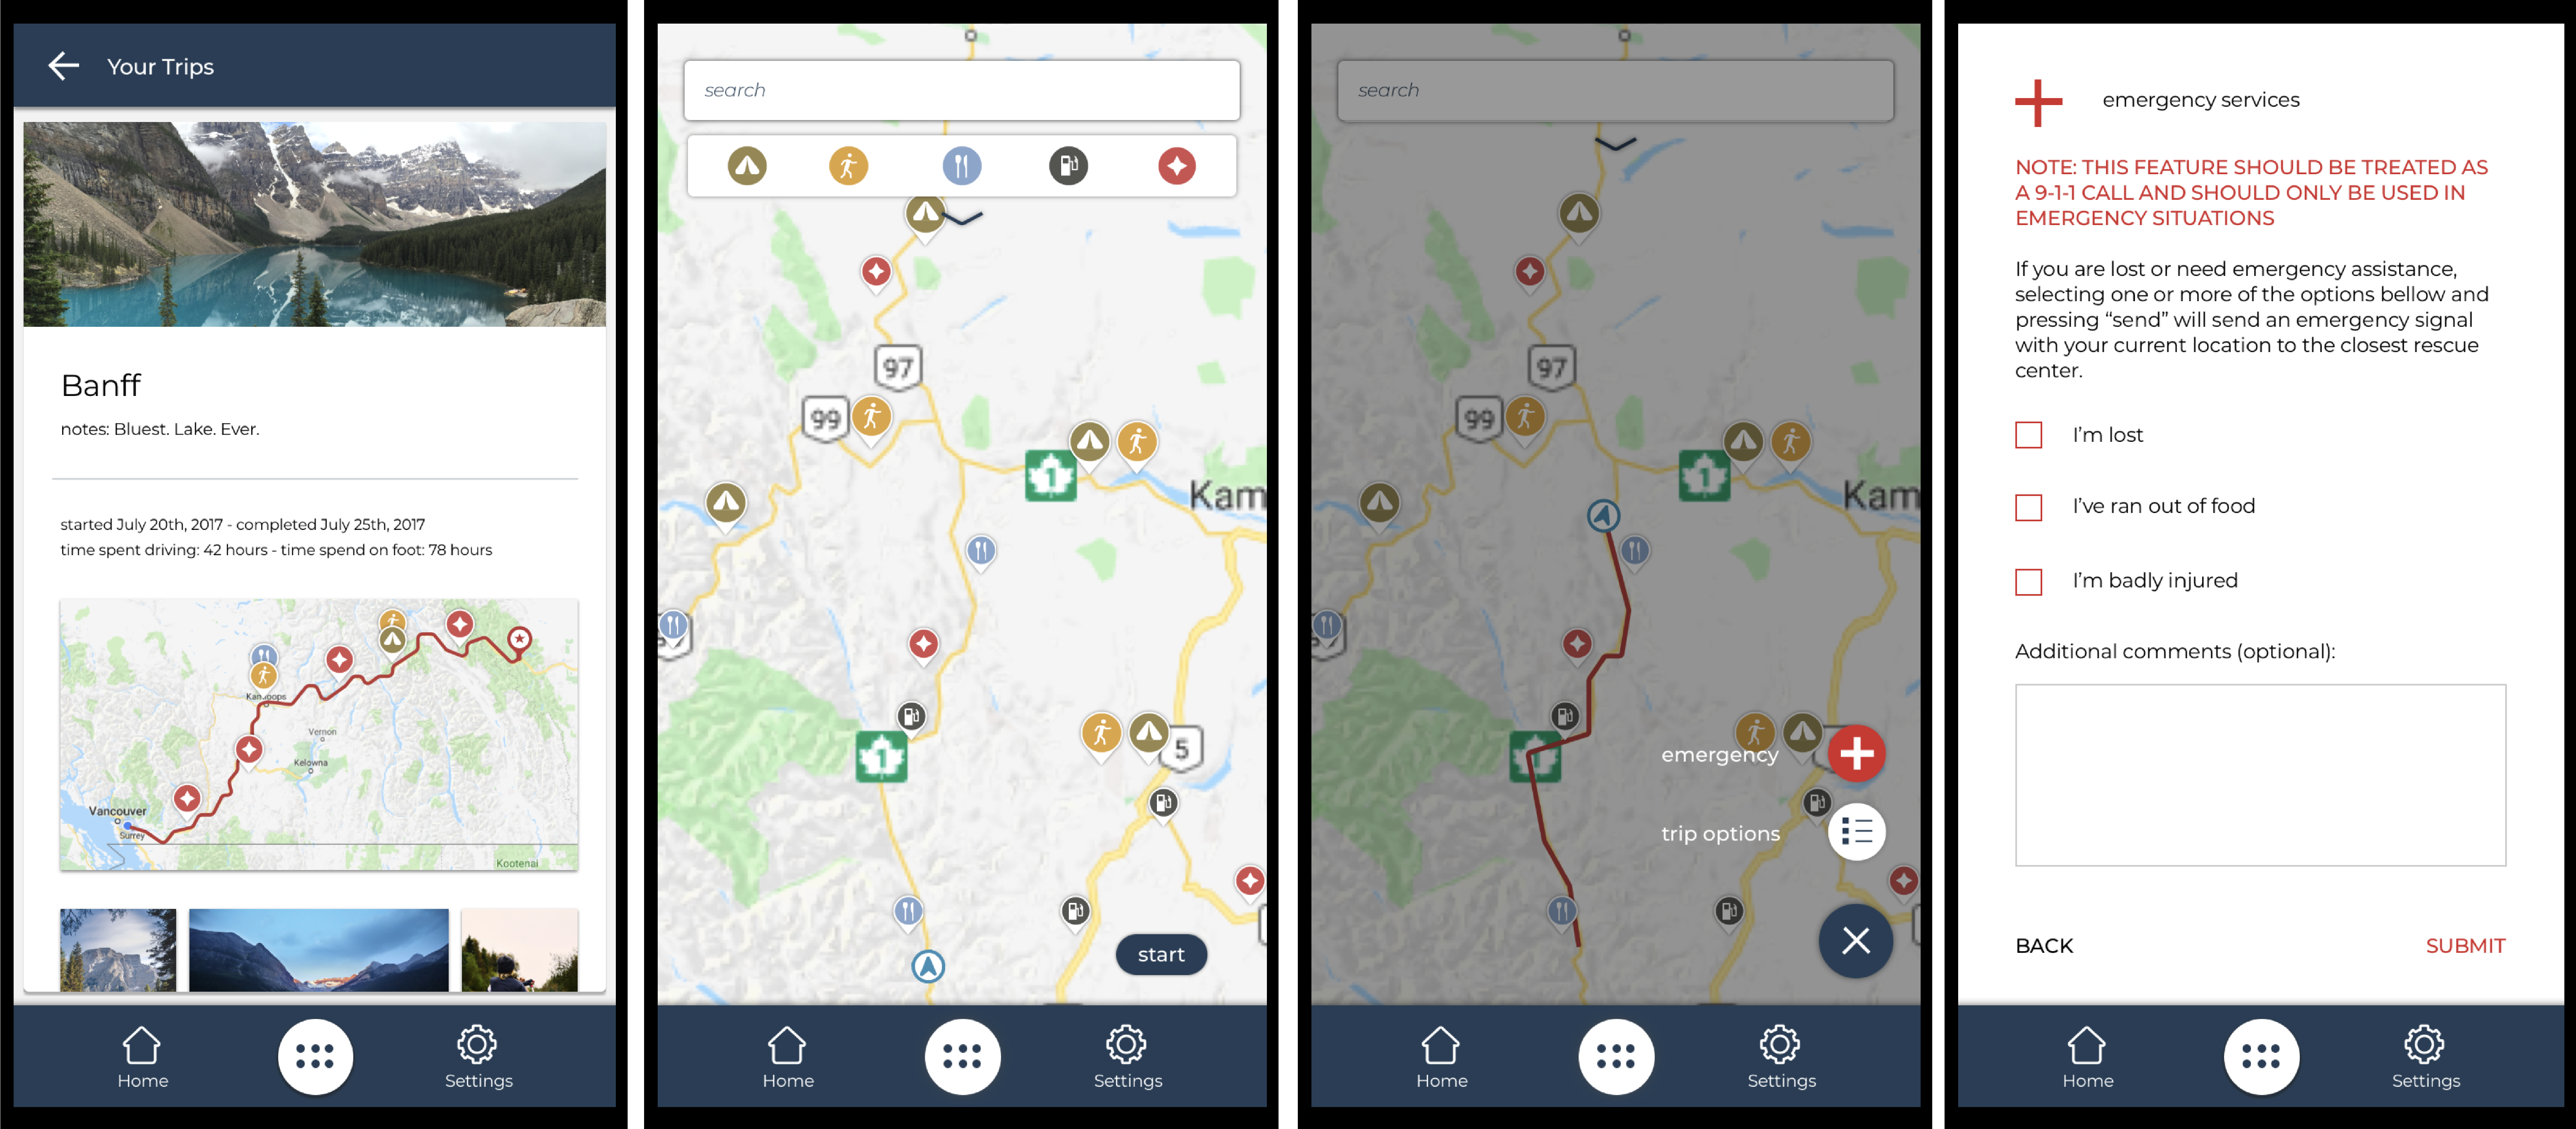 Your Trips
Banff
notes: Bluest. Lake. Ever.
started July 20th, 2017 - completed July 25th, 2017
time spent driving: 42 hours - time spend on foot: 78 hours
Kamloops
Vernon
Kelowna
Vancouver
Surrey
Kootenai
Home
Settings
search
97
99
1
Kam
1
5
start
Home
Settings
search
97
99
1
Kam
1
emergency
trip options
Home
Settings
emergency services
NOTE: THIS FEATURE SHOULD BE TREATED AS
A 9-1-1 CALL AND SHOULD ONLY BE USED IN
EMERGENCY SITUATIONS
If you are lost or need emergency assistance,
selecting one or more of the options bellow and
pressing “send” will send an emergency signal
with your current location to the closest rescue
center.
I’m lost
I’ve ran out of food
I’m badly injured
Additional comments (optional):
BACK
SUBMIT
Home
Settings